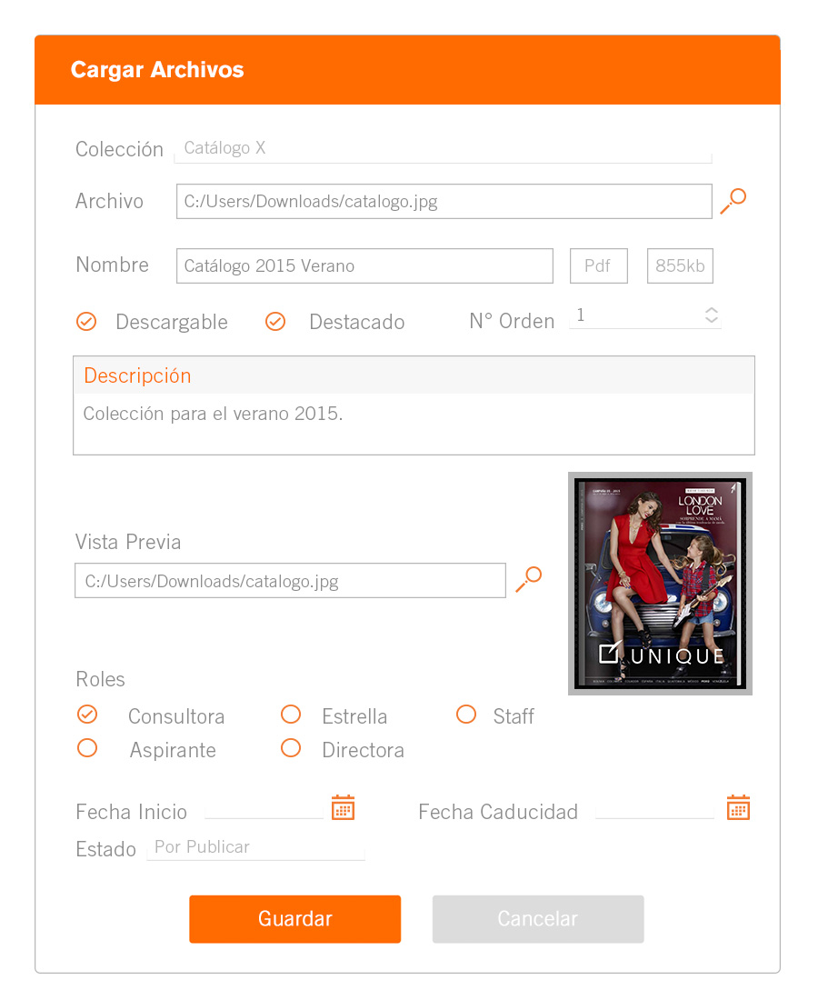 Cargar Archivos
Colección Catálogo X
Archivo C:/Users/Downloads/catalogo.jpg
Nombre Catálogo 2015 Verano Pdf 855kb
Descargable Destacado N° Orden 1
Descripción
Colección para el verano 2015.
LONDON
LOVE
SORPRENDE A MAMÁ
UNIQUE
Vista Previa
C:/Users/Downloads/catalogo.jpg
Roles
Consultora Estrella Staff
Aspirante Directora
Fecha Inicio Fecha Caducidad
Estado Por Publicar
Guardar Cancelar